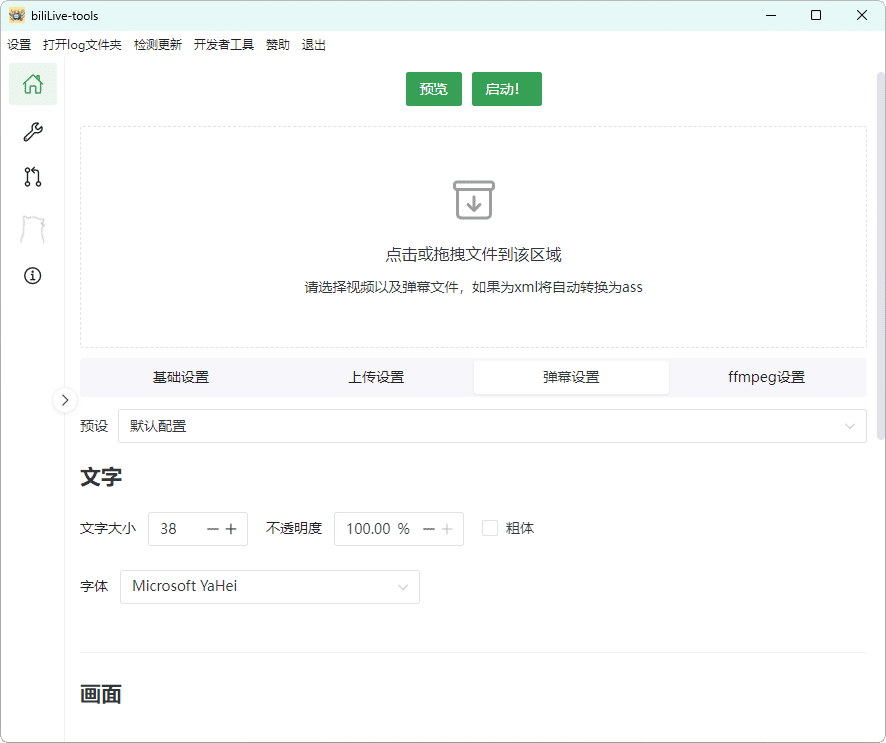 biliLive-tools
设置 打开log文件夹 检测更新 开发者工具 赞助 退出
预览 启动！
点击或拖拽文件到该区域
请选择视频以及弹幕文件，如果为xml将自动转换为ass
基础设置 上传设置 弹幕设置 ffmpeg设置
预设 默认配置
文字
文字大小 38 不透明度 100.00 % 粗体
字体 Microsoft YaHei
画面